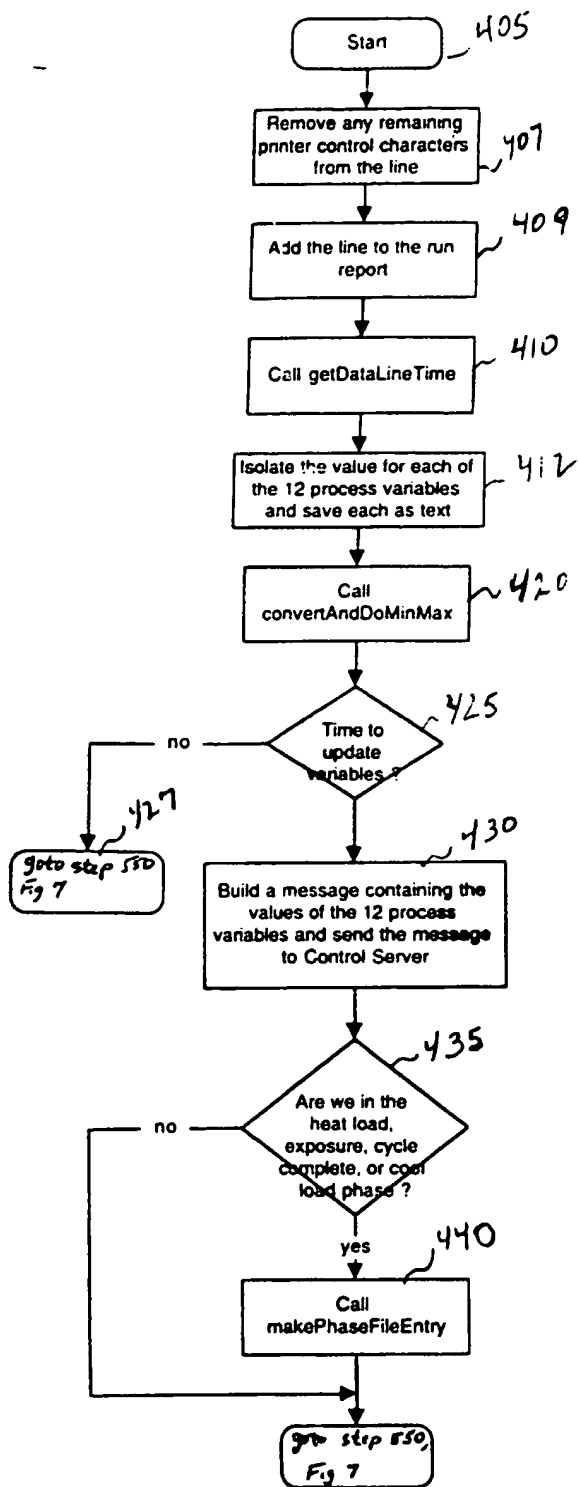 Start
405
Remove any remaining
printer control characters
from the line
407
Add the line to the run
report
409
Call getDataLineTime
410
Isolate the value for each of
the 12 process variables
and save each as text
412
Call
convertAndDoMinMax
420
Time to
update
variables ?
425
no
427
goto step 550
Fig 7
430
Build a message containing the
values of the 12 process
variables and send the message
to Control Server
435
Are we in the
heat load,
exposure, cycle
complete, or cool
load phase ?
no
yes
440
Call
makePhaseFileEntry
goto step 550,
Fig 7